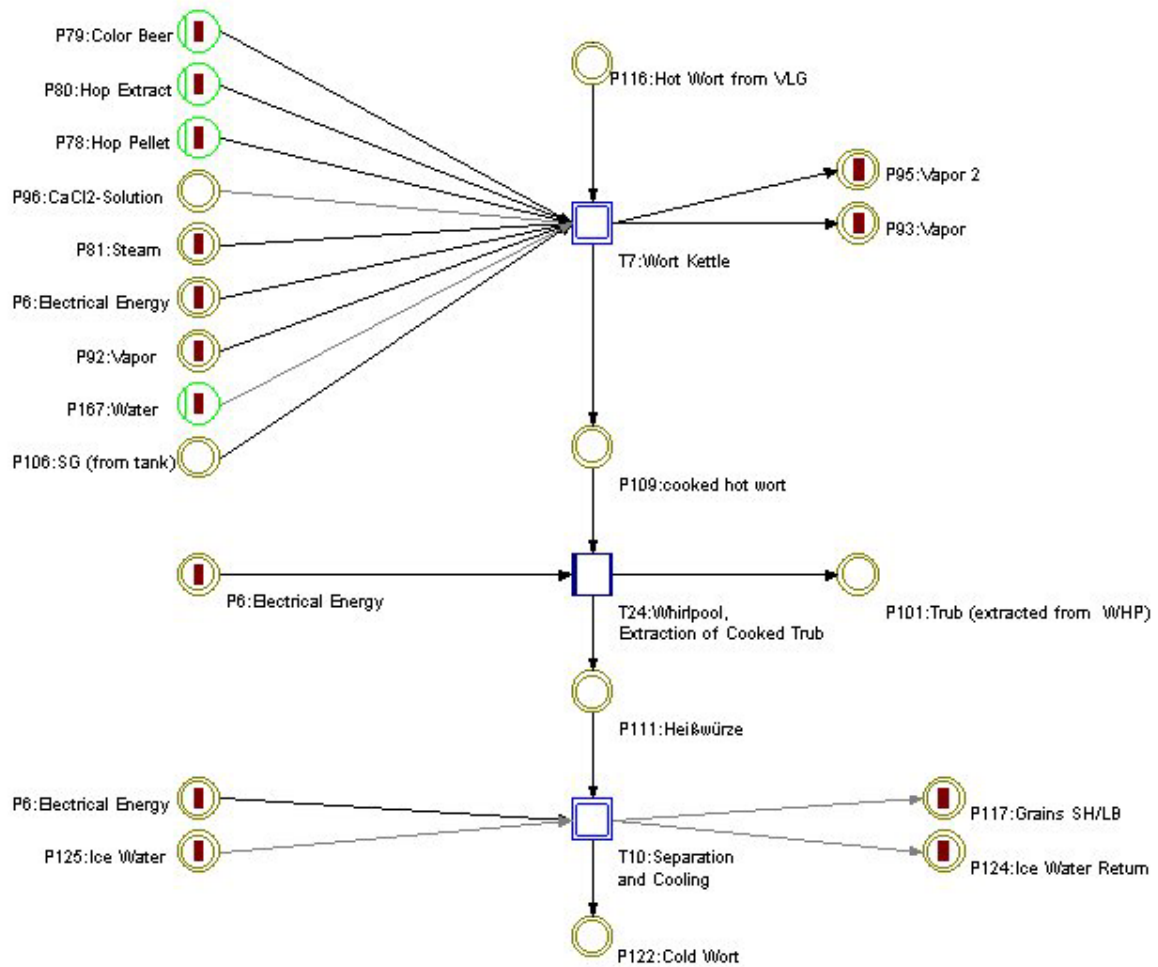 P79:Color Beer
P116:Hot Wort from VLG
P80:Hop Extract
P78:Hop Pellet
P95:Vapor 2
P96:CaCl2-Solution
P93:Vapor
P81:Steam
T7:Wort Kettle
P6:Electrical Energy
P92:Vapor
P167:Water
P106:SG (from tank)
P109:cooked hot wort
P6:Electrical Energy
T24:Whirlpool,
Extraction of Cooked Trub
P101:Trub (extracted from WHP)
P111:Heißwürze
P6:Electrical Energy
P117:Grains SH/LB
P125:Ice Water
T10:Separation
and Cooling
P124:Ice Water Return
P122:Cold Wort